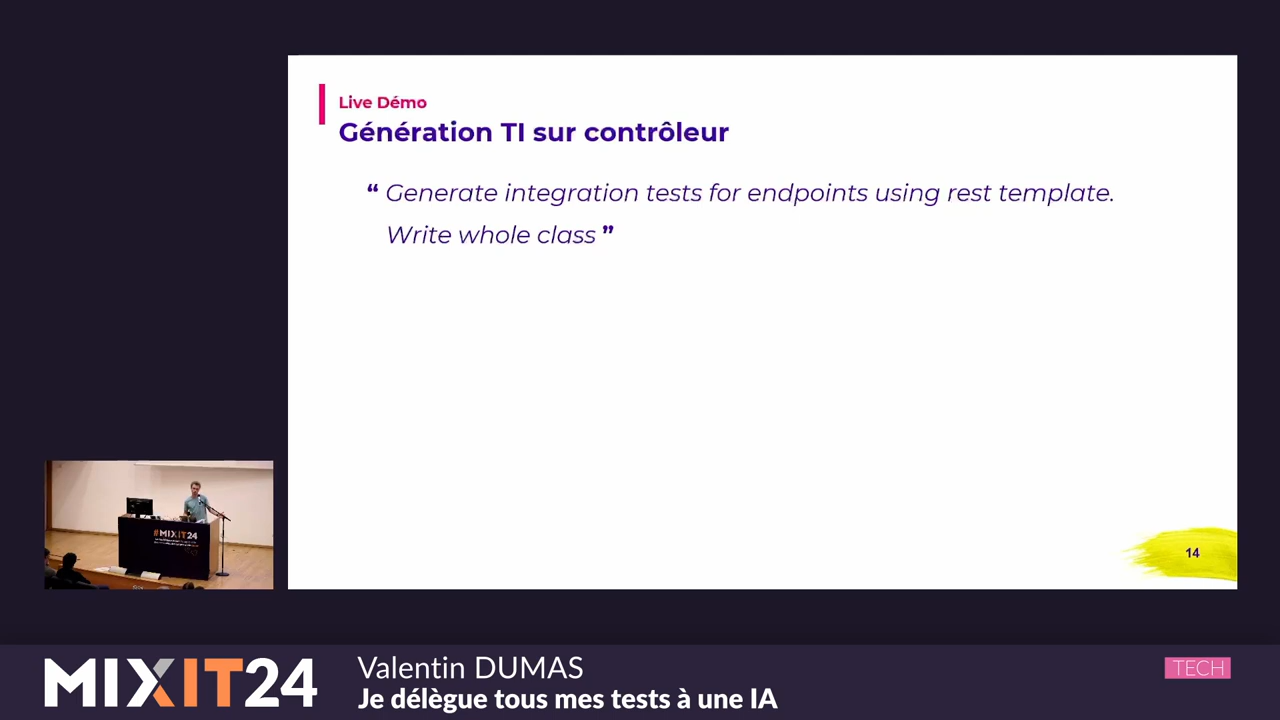 Live Démo
Génération TI sur contrôleur
“ Generate integration tests for endpoints using rest template.
Write whole class ”
14
#MIXIT24
MIXIT24
Valentin DUMAS
Je délègue tous mes tests à une IA
TECH